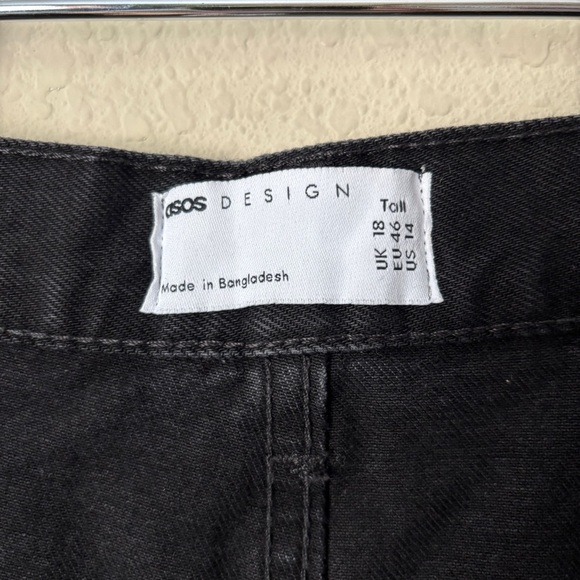 asos DESIGN
Tall
UK 18
EU 46
US 14
Made in Bangladesh